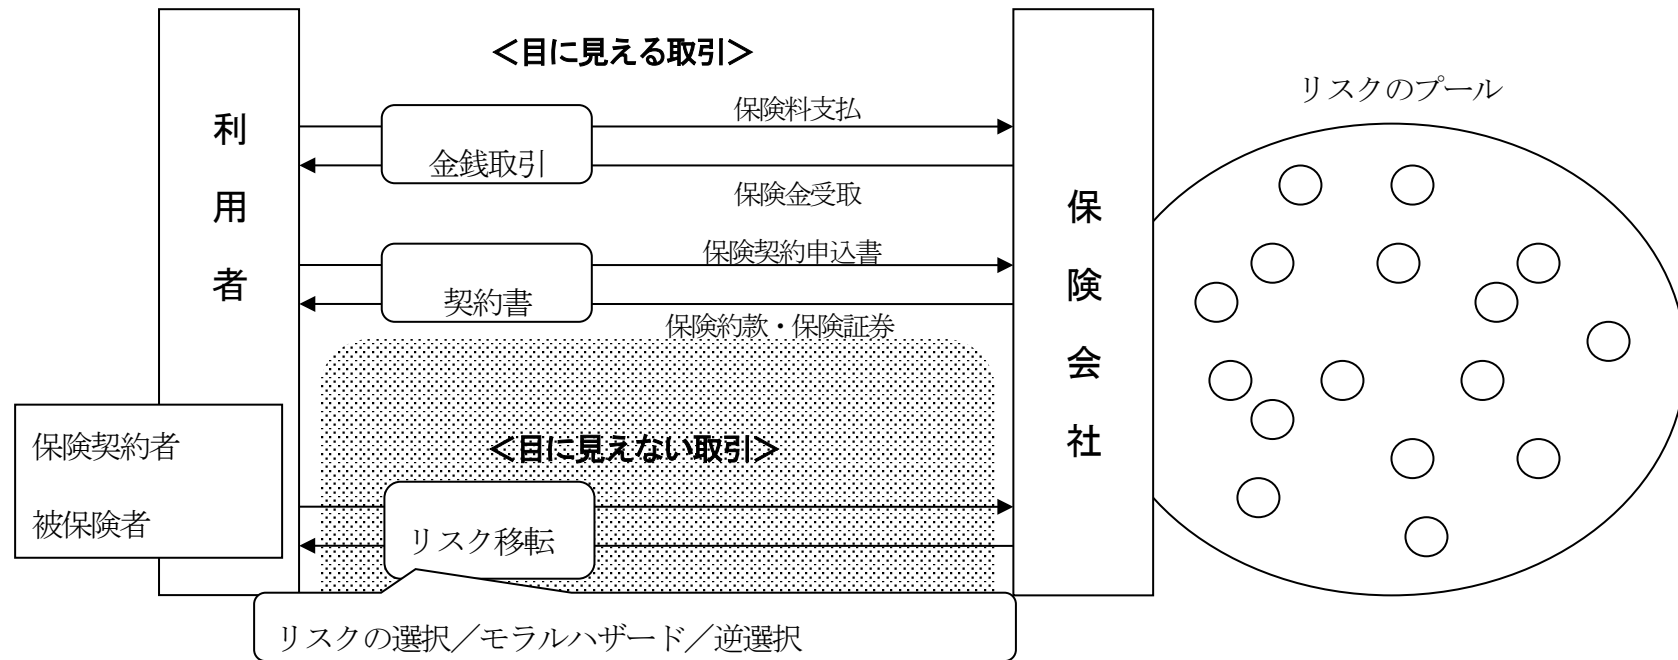 ＜目に見える取引＞
利用者
保険会社
リスクのプール
保険料支払
金銭取引
保険金受取
保険契約申込書
契約書
保険約款・保険証券
＜目に見えない取引＞
保険契約者
被保険者
リスク移転
リスクの選択／モラルハザード／逆選択